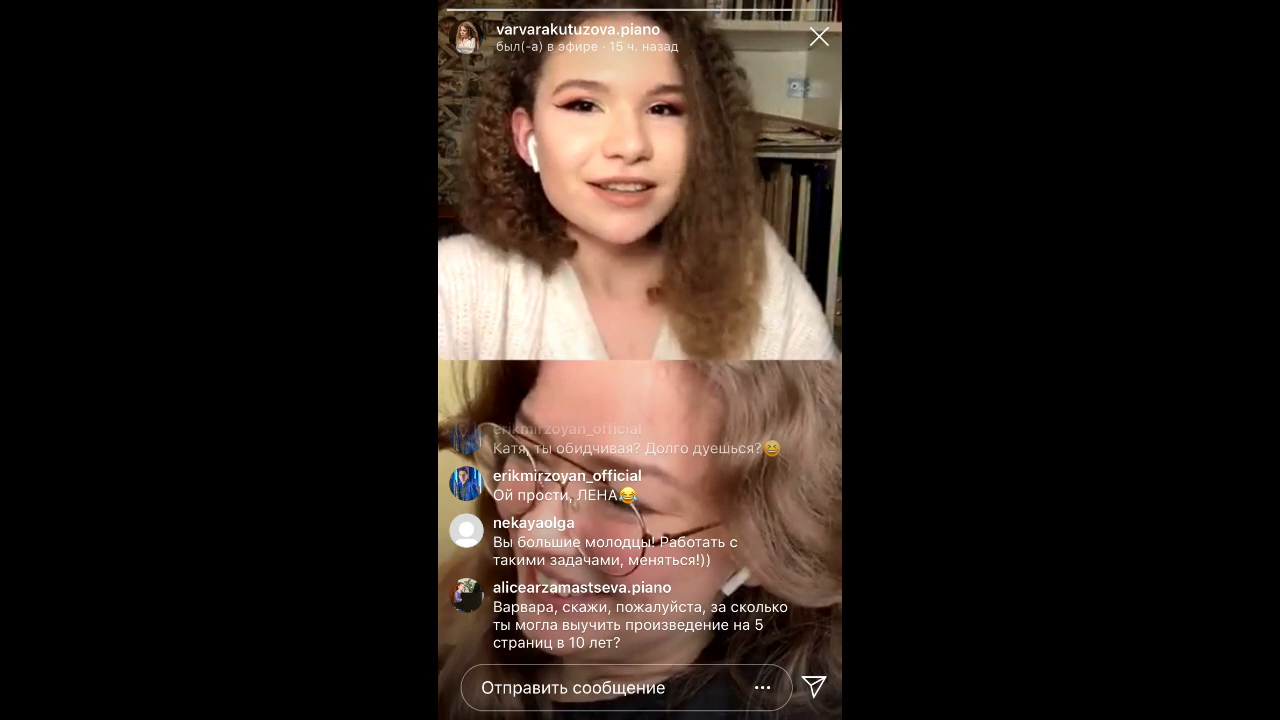 varvarakutuzova.piano
был(-а) в эфире · 15 ч. назад
erikmirzoyan_official
Катя, ты обидчивая? Долго дуешься?😆
erikmirzoyan_official
Ой прости, ЛЕНА😂
nekayaolga
Вы большие молодцы! Работать с
такими задачами, меняться!))
alicearzamastseva.piano
Варвара, скажи, пожалуйста, за сколько
ты могла выучить произведение на 5
страниц в 10 лет?
Отправить сообщение